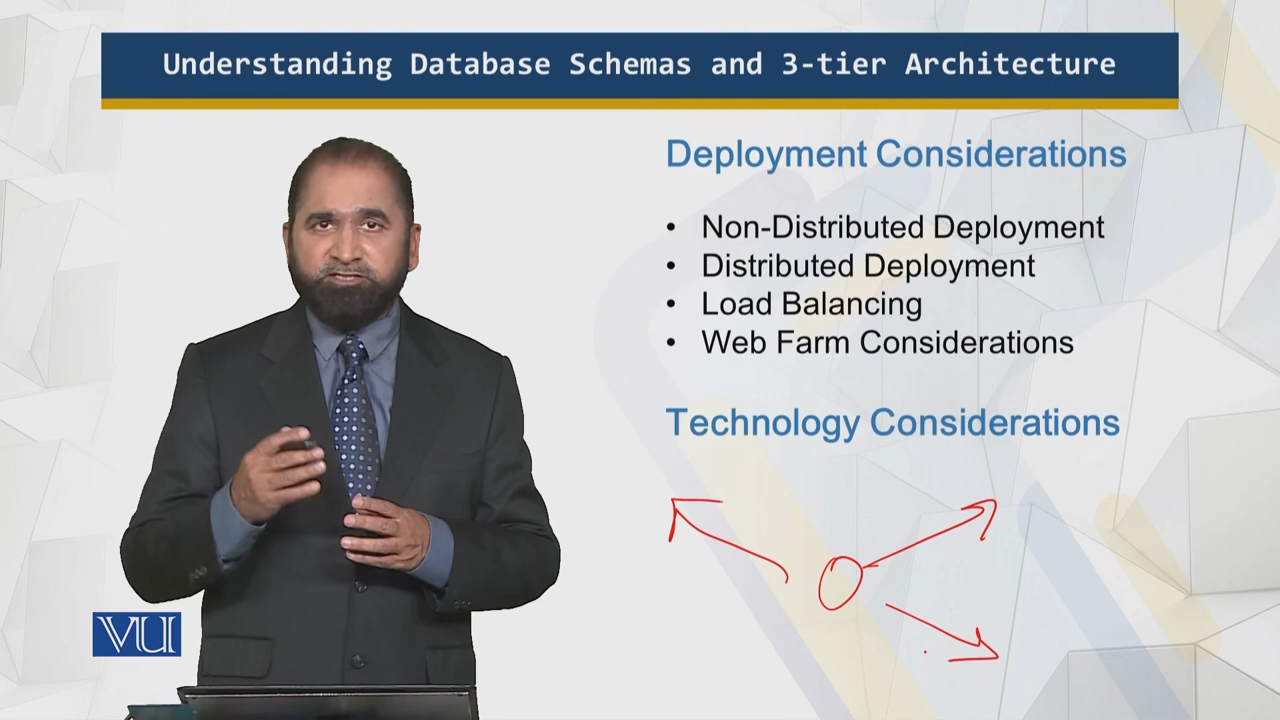 Understanding Database Schemas and 3-tier Architecture
Deployment Considerations
• Non-Distributed Deployment
• Distributed Deployment
• Load Balancing
• Web Farm Considerations
Technology Considerations
VU